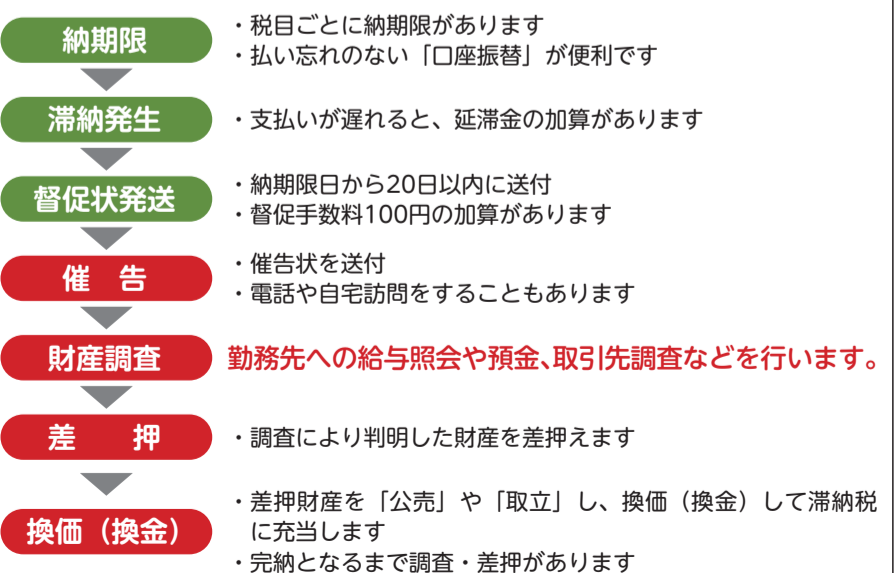 納期限
・税目ごとに納期限があります
・払い忘れのない「口座振替」が便利です
滞納発生
・支払いが遅れると、延滞金の加算があります
督促状発送
・納期限日から20日以内に送付
・督促手数料100円の加算があります
催　告
・催告状を送付
・電話や自宅訪問をすることもあります
財産調査
勤務先への給与照会や預金、取引先調査などを行います。
差　　押
・調査により判明した財産を差押えます
換価（換金）
・差押財産を「公売」や「取立」し、換価（換金）して滞納税
に充当します
・完納となるまで調査・差押があります